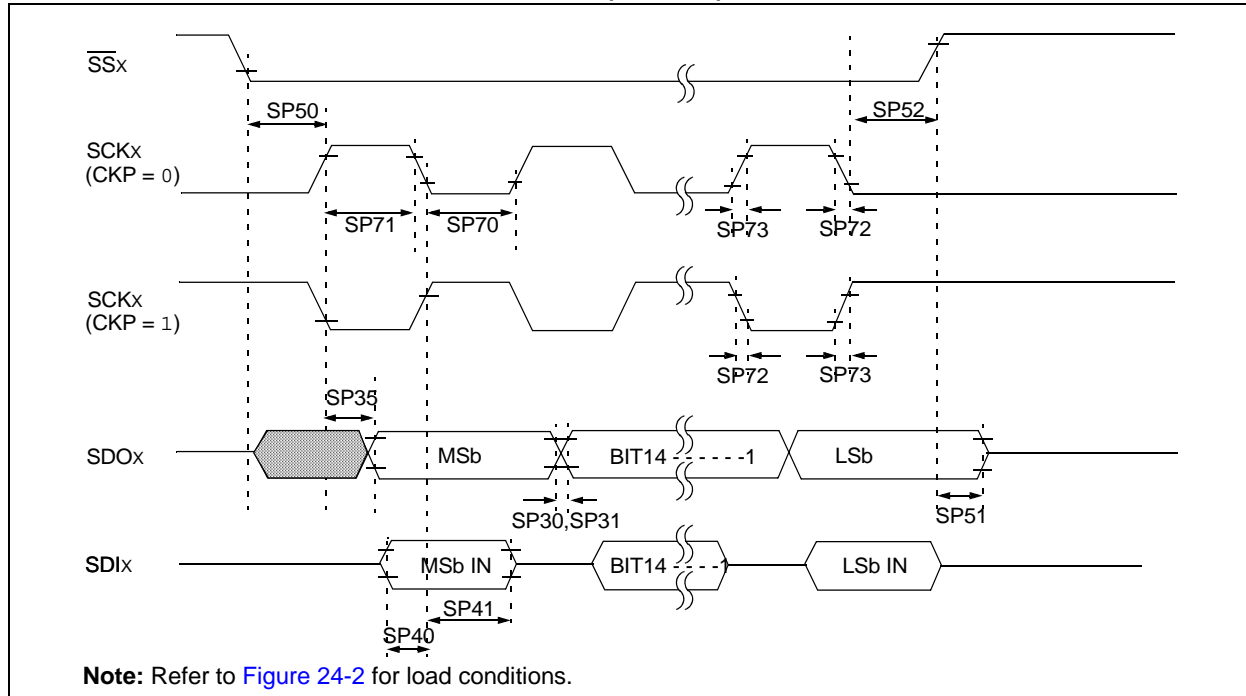 SSX
SP50
SP52
SCKX
(CKP = 0)
SP71
SP70
SP73
SP72
SCKX
(CKP = 1)
SP72
SP73
SP35
SDOX
MSb
BIT14 - - - - - -1
LSb
SP30,SP31
SP51
SDIX
MSb IN
BIT14 - - - -1
LSb IN
SP41
SP40
Note: Refer to Figure 24-2 for load conditions.